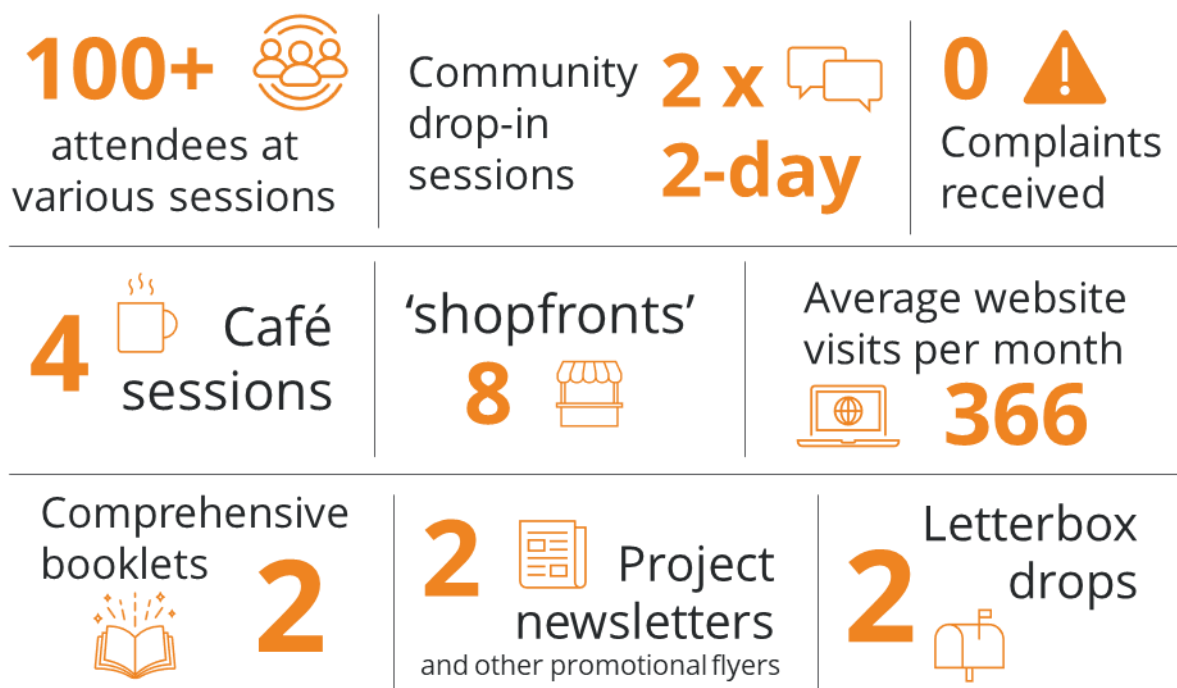 100+
attendees at
various sessions
Community
drop-in
sessions
2 x
2-day
0
Complaints
received
4
Café
sessions
‘shopfronts’
8
Average website
visits per month
366
Comprehensive
booklets
2
2
Project
newsletters
and other promotional flyers
2
Letterbox
drops